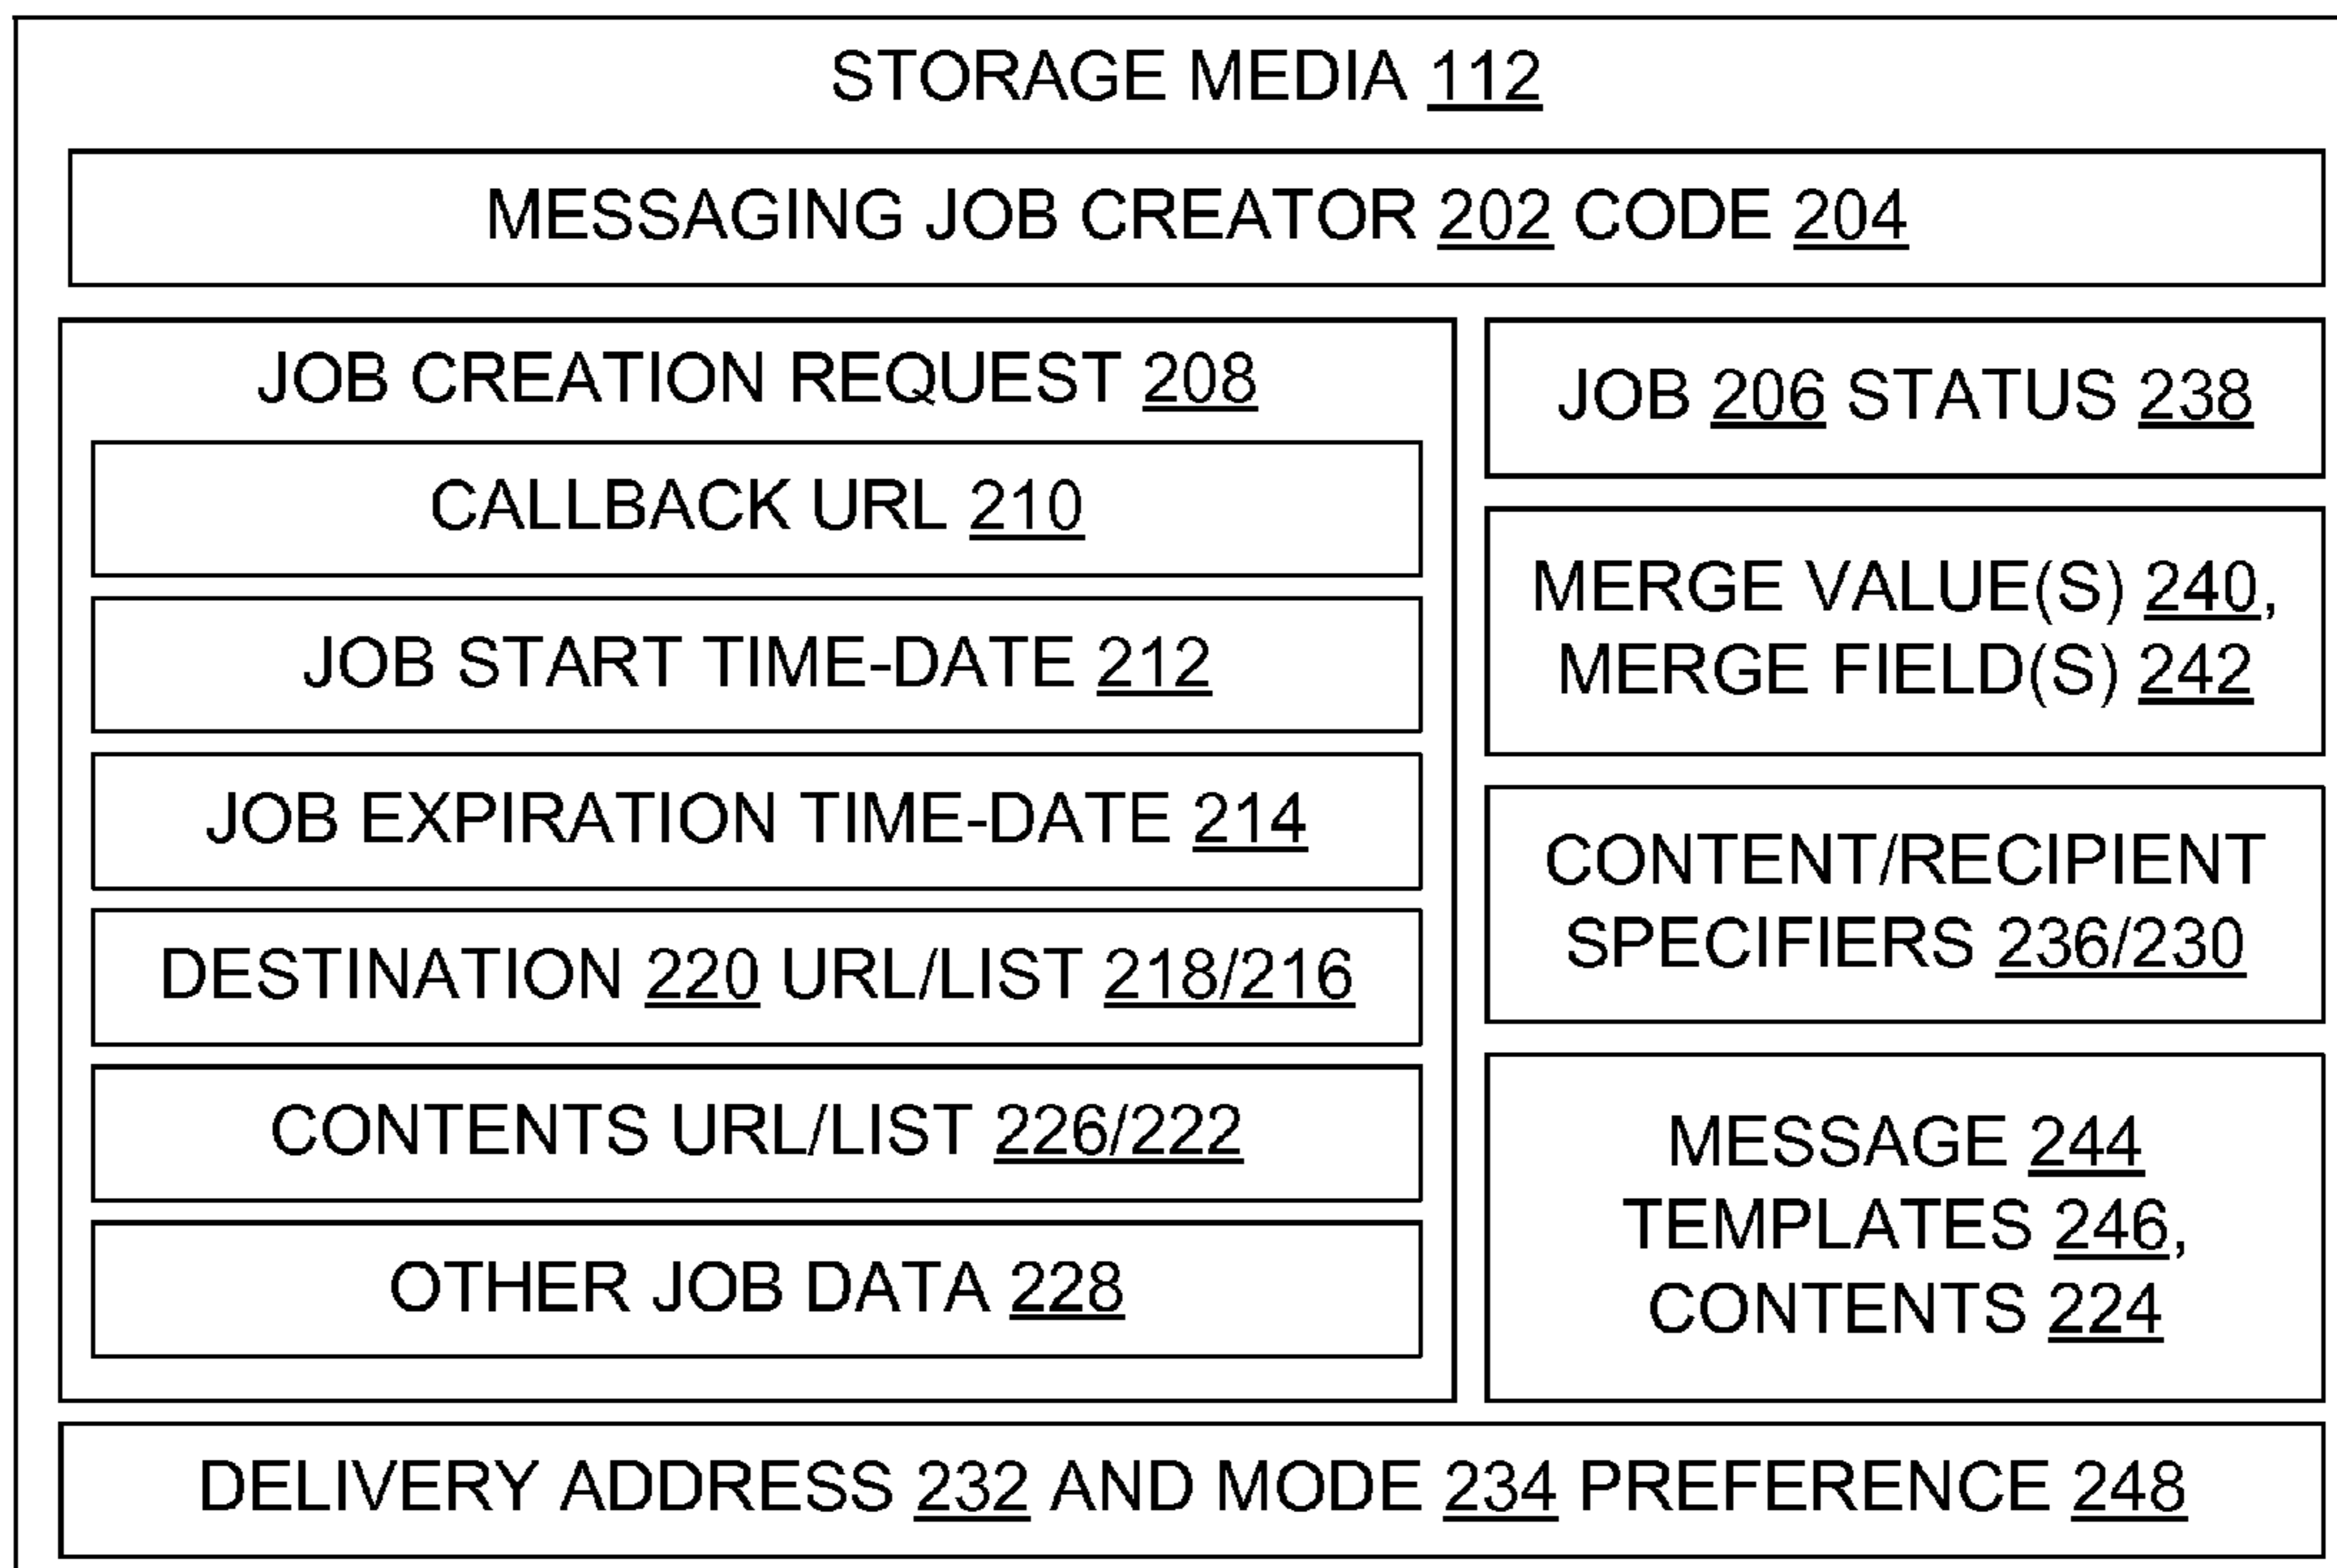 STORAGE MEDIA 112
MESSAGING JOB CREATOR 202 CODE 204
JOB CREATION REQUEST 208
CALLBACK URL 210
JOB START TIME-DATE 212
JOB EXPIRATION TIME-DATE 214
DESTINATION 220 URL/LIST 218/216
CONTENTS URL/LIST 226/222
OTHER JOB DATA 228
JOB 206 STATUS 238
MERGE VALUE(S) 240,
MERGE FIELD(S) 242
CONTENT/RECIPIENT
SPECIFIERS 236/230
MESSAGE 244
TEMPLATES 246,
CONTENTS 224
DELIVERY ADDRESS 232 AND MODE 234 PREFERENCE 248